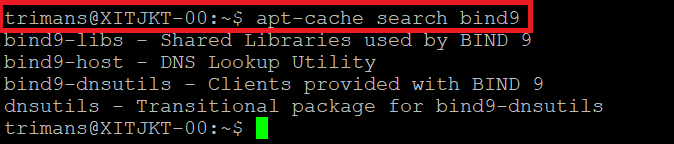 trimans@XITJKT-00:~$ apt-cache search bind9
bind9-libs - Shared Libraries used by BIND 9
bind9-host - DNS Lookup Utility
bind9-dnsutils - Clients provided with BIND 9
dnsutils - Transitional package for bind9-dnsutils
trimans@XITJKT-00:~$